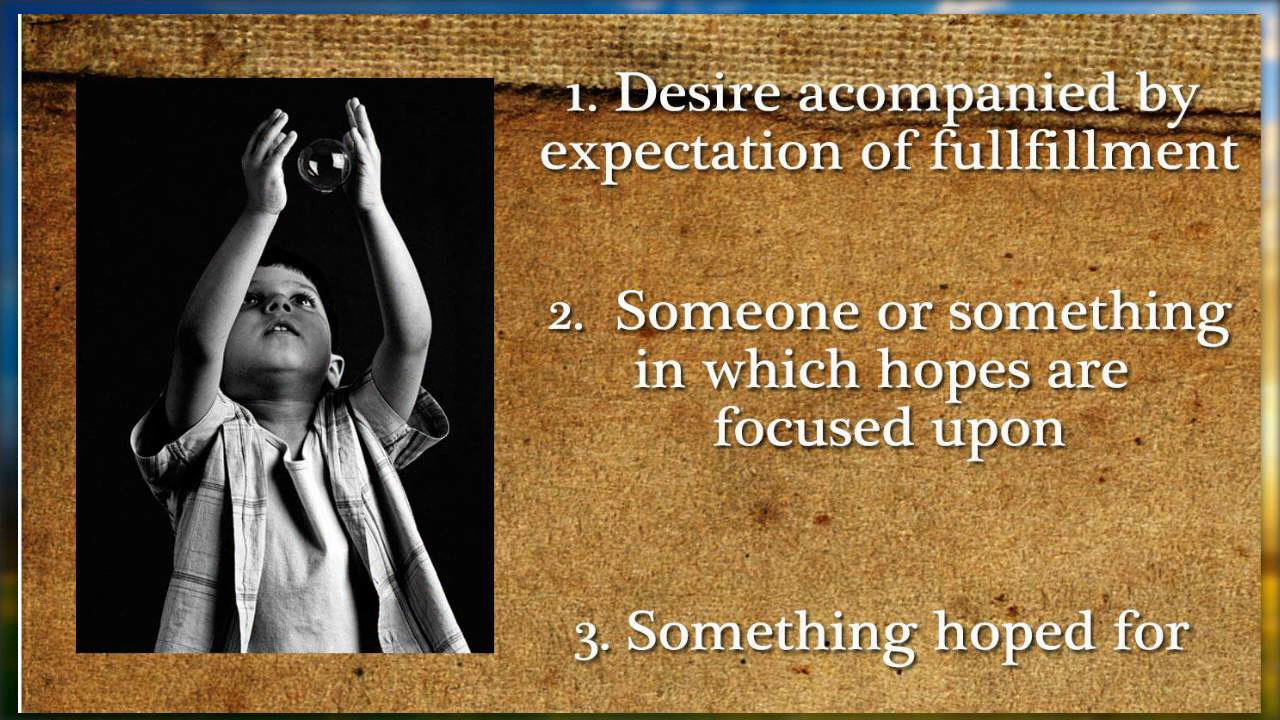 1. Desire acompanied by
expectation of fullfillment
2. Someone or something
in which hopes are
focused upon
3. Something hoped for